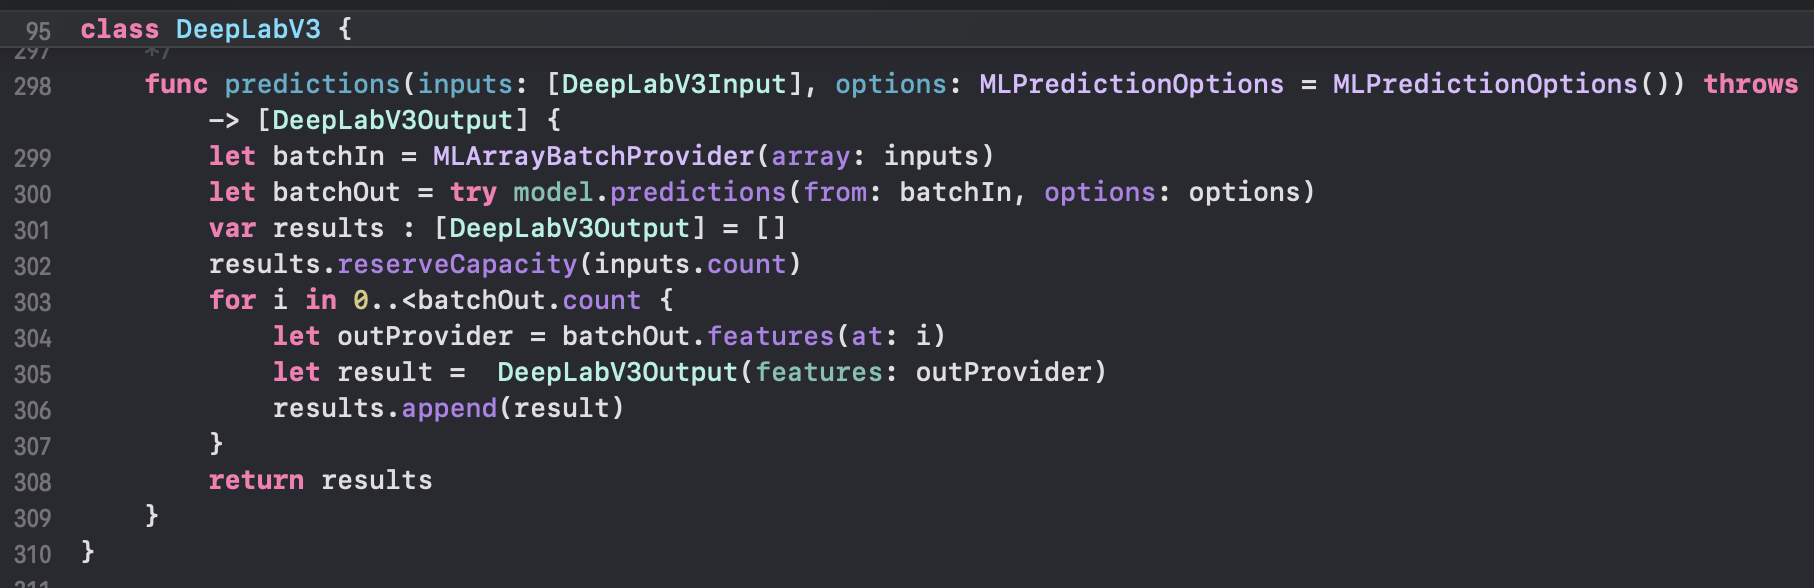 95 class DeepLabV3 {
297 */
298 func predictions(inputs: [DeepLabV3Input], options: MLPredictionOptions = MLPredictionOptions()) throws
-> [DeepLabV3Output] {
299 let batchIn = MLArrayBatchProvider(array: inputs)
300 let batchOut = try model.predictions(from: batchIn, options: options)
301 var results : [DeepLabV3Output] = []
302 results.reserveCapacity(inputs.count)
303 for i in 0..<batchOut.count {
304 let outProvider = batchOut.features(at: i)
305 let result =  DeepLabV3Output(features: outProvider)
306 results.append(result)
307 }
308 return results
309 }
310 }
311